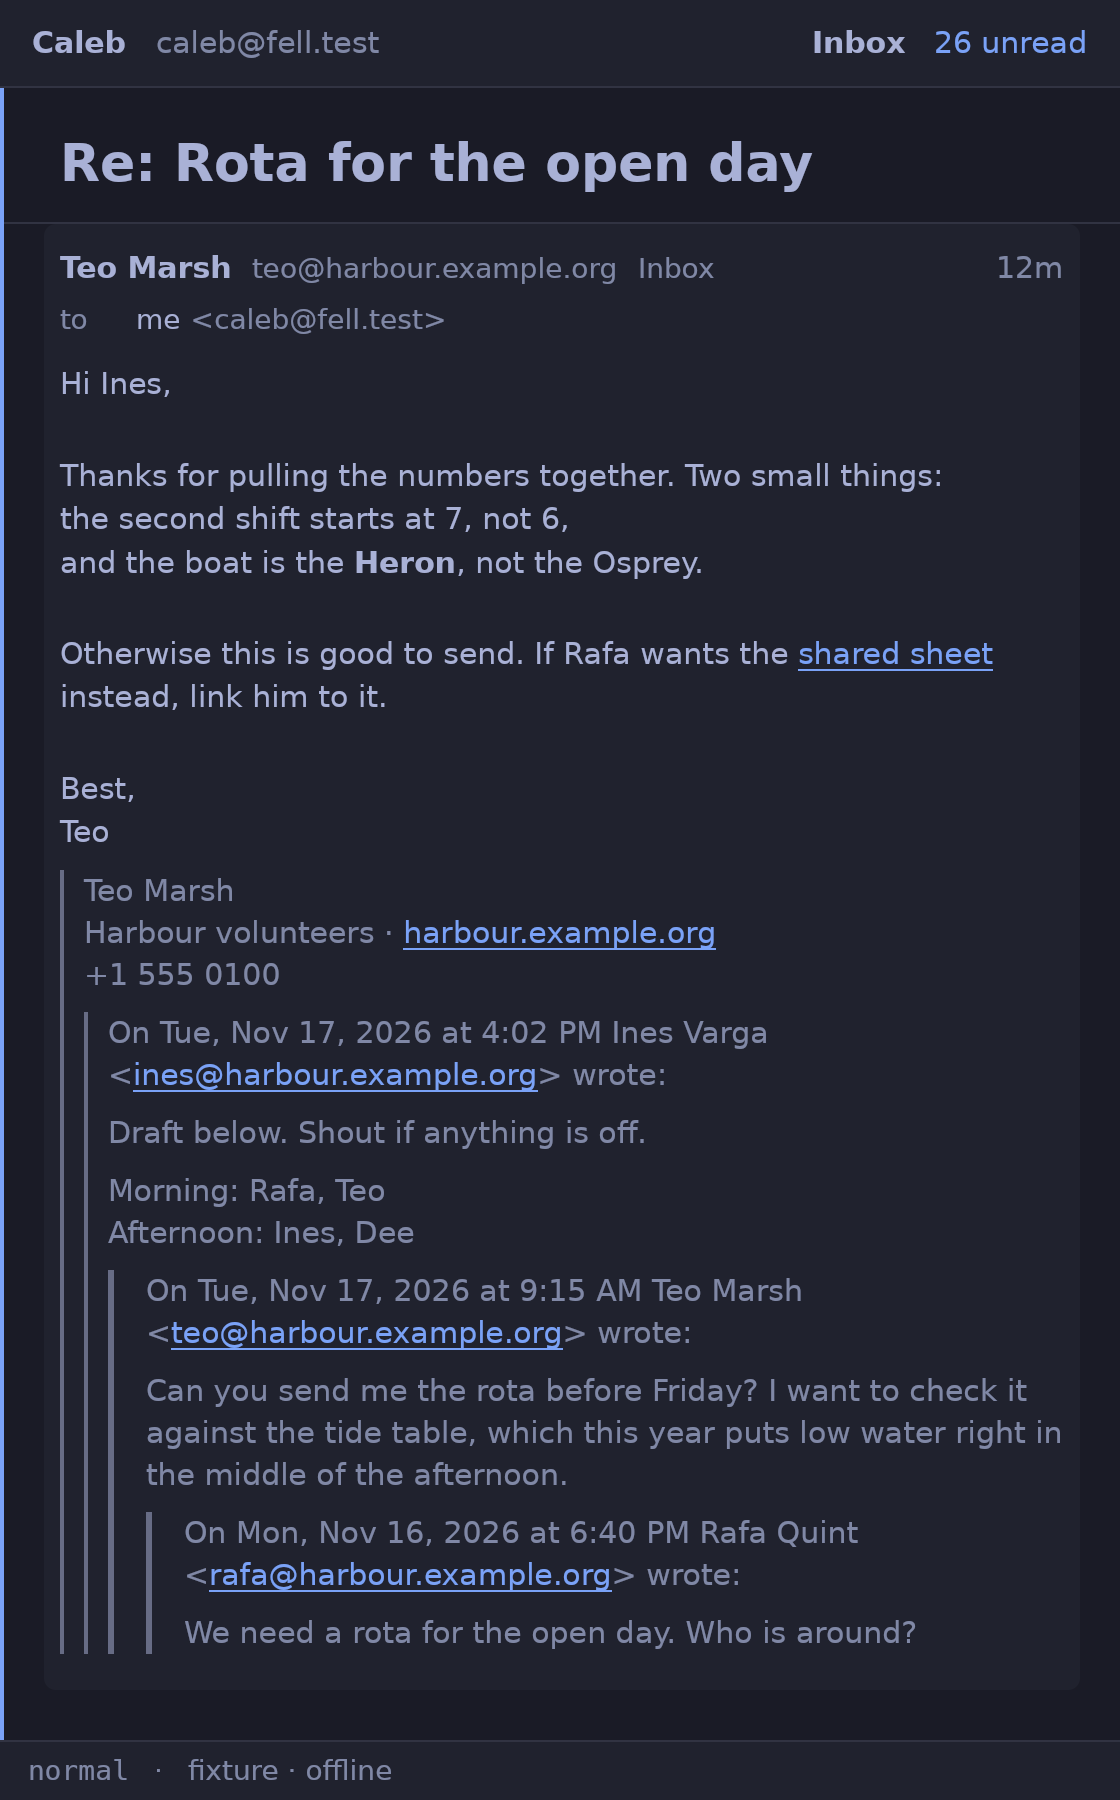 Caleb caleb@fell.test Inbox 26 unread
Re: Rota for the open day
Teo Marsh teo@harbour.example.org Inbox 12m
to me <caleb@fell.test>
Hi Ines,
Thanks for pulling the numbers together. Two small things:
the second shift starts at 7, not 6,
and the boat is the Heron, not the Osprey.
Otherwise this is good to send. If Rafa wants the shared sheet
instead, link him to it.
Best,
Teo
Teo Marsh
Harbour volunteers · harbour.example.org
+1 555 0100
On Tue, Nov 17, 2026 at 4:02 PM Ines Varga
<ines@harbour.example.org> wrote:
Draft below. Shout if anything is off.
Morning: Rafa, Teo
Afternoon: Ines, Dee
On Tue, Nov 17, 2026 at 9:15 AM Teo Marsh
<teo@harbour.example.org> wrote:
Can you send me the rota before Friday? I want to check it
against the tide table, which this year puts low water right in
the middle of the afternoon.
On Mon, Nov 16, 2026 at 6:40 PM Rafa Quint
<rafa@harbour.example.org> wrote:
We need a rota for the open day. Who is around?
normal · fixture · offline